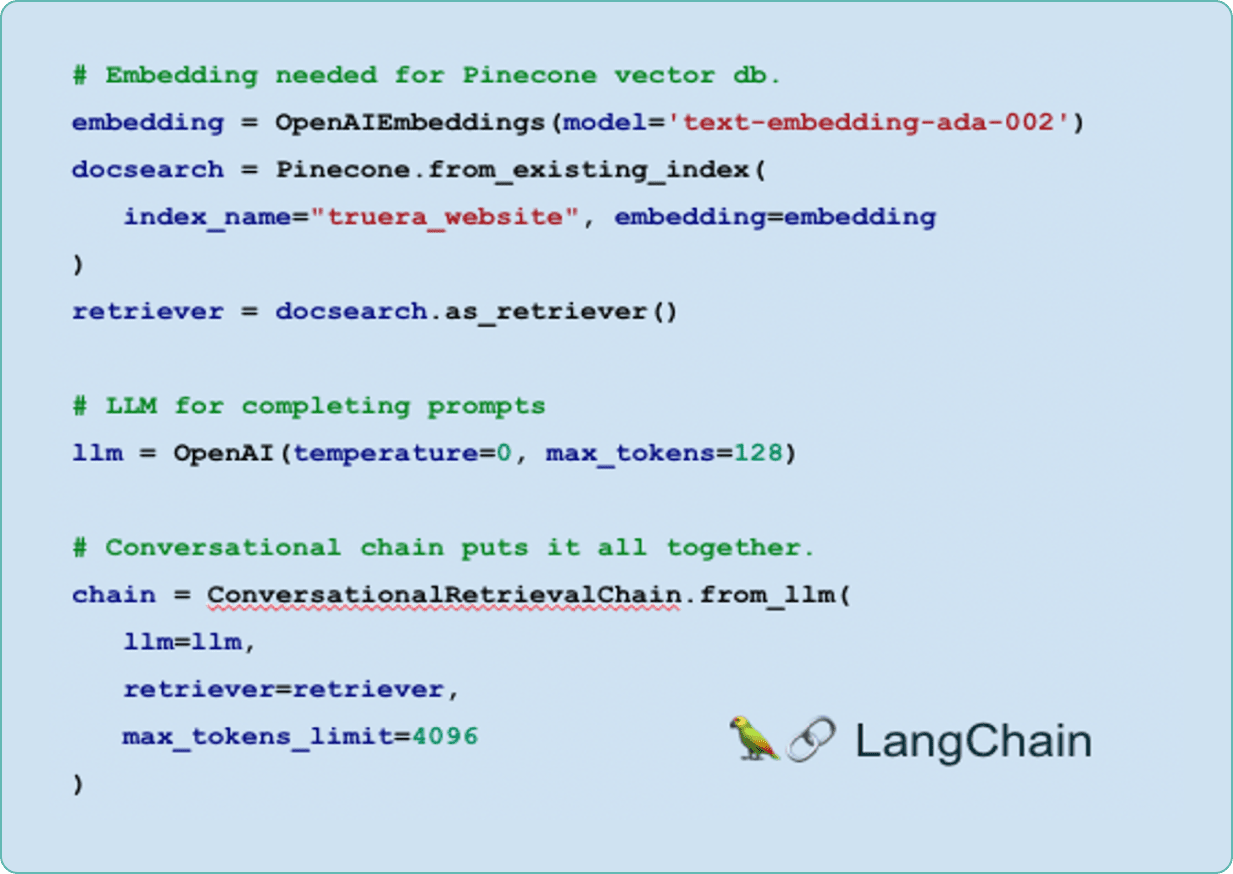 # Embedding needed for Pinecone vector db.
embedding = OpenAIEmbeddings(model='text-embedding-ada-002')
docsearch = Pinecone.from_existing_index(
   index_name="truera_website", embedding=embedding
)
retriever = docsearch.as_retriever()
# LLM for completing prompts
llm = OpenAI(temperature=0, max_tokens=128)
# Conversational chain puts it all together.
chain = ConversationalRetrievalChain.from_llm(
   llm=llm,
   retriever=retriever,
   max_tokens_limit=4096
)
LangChain